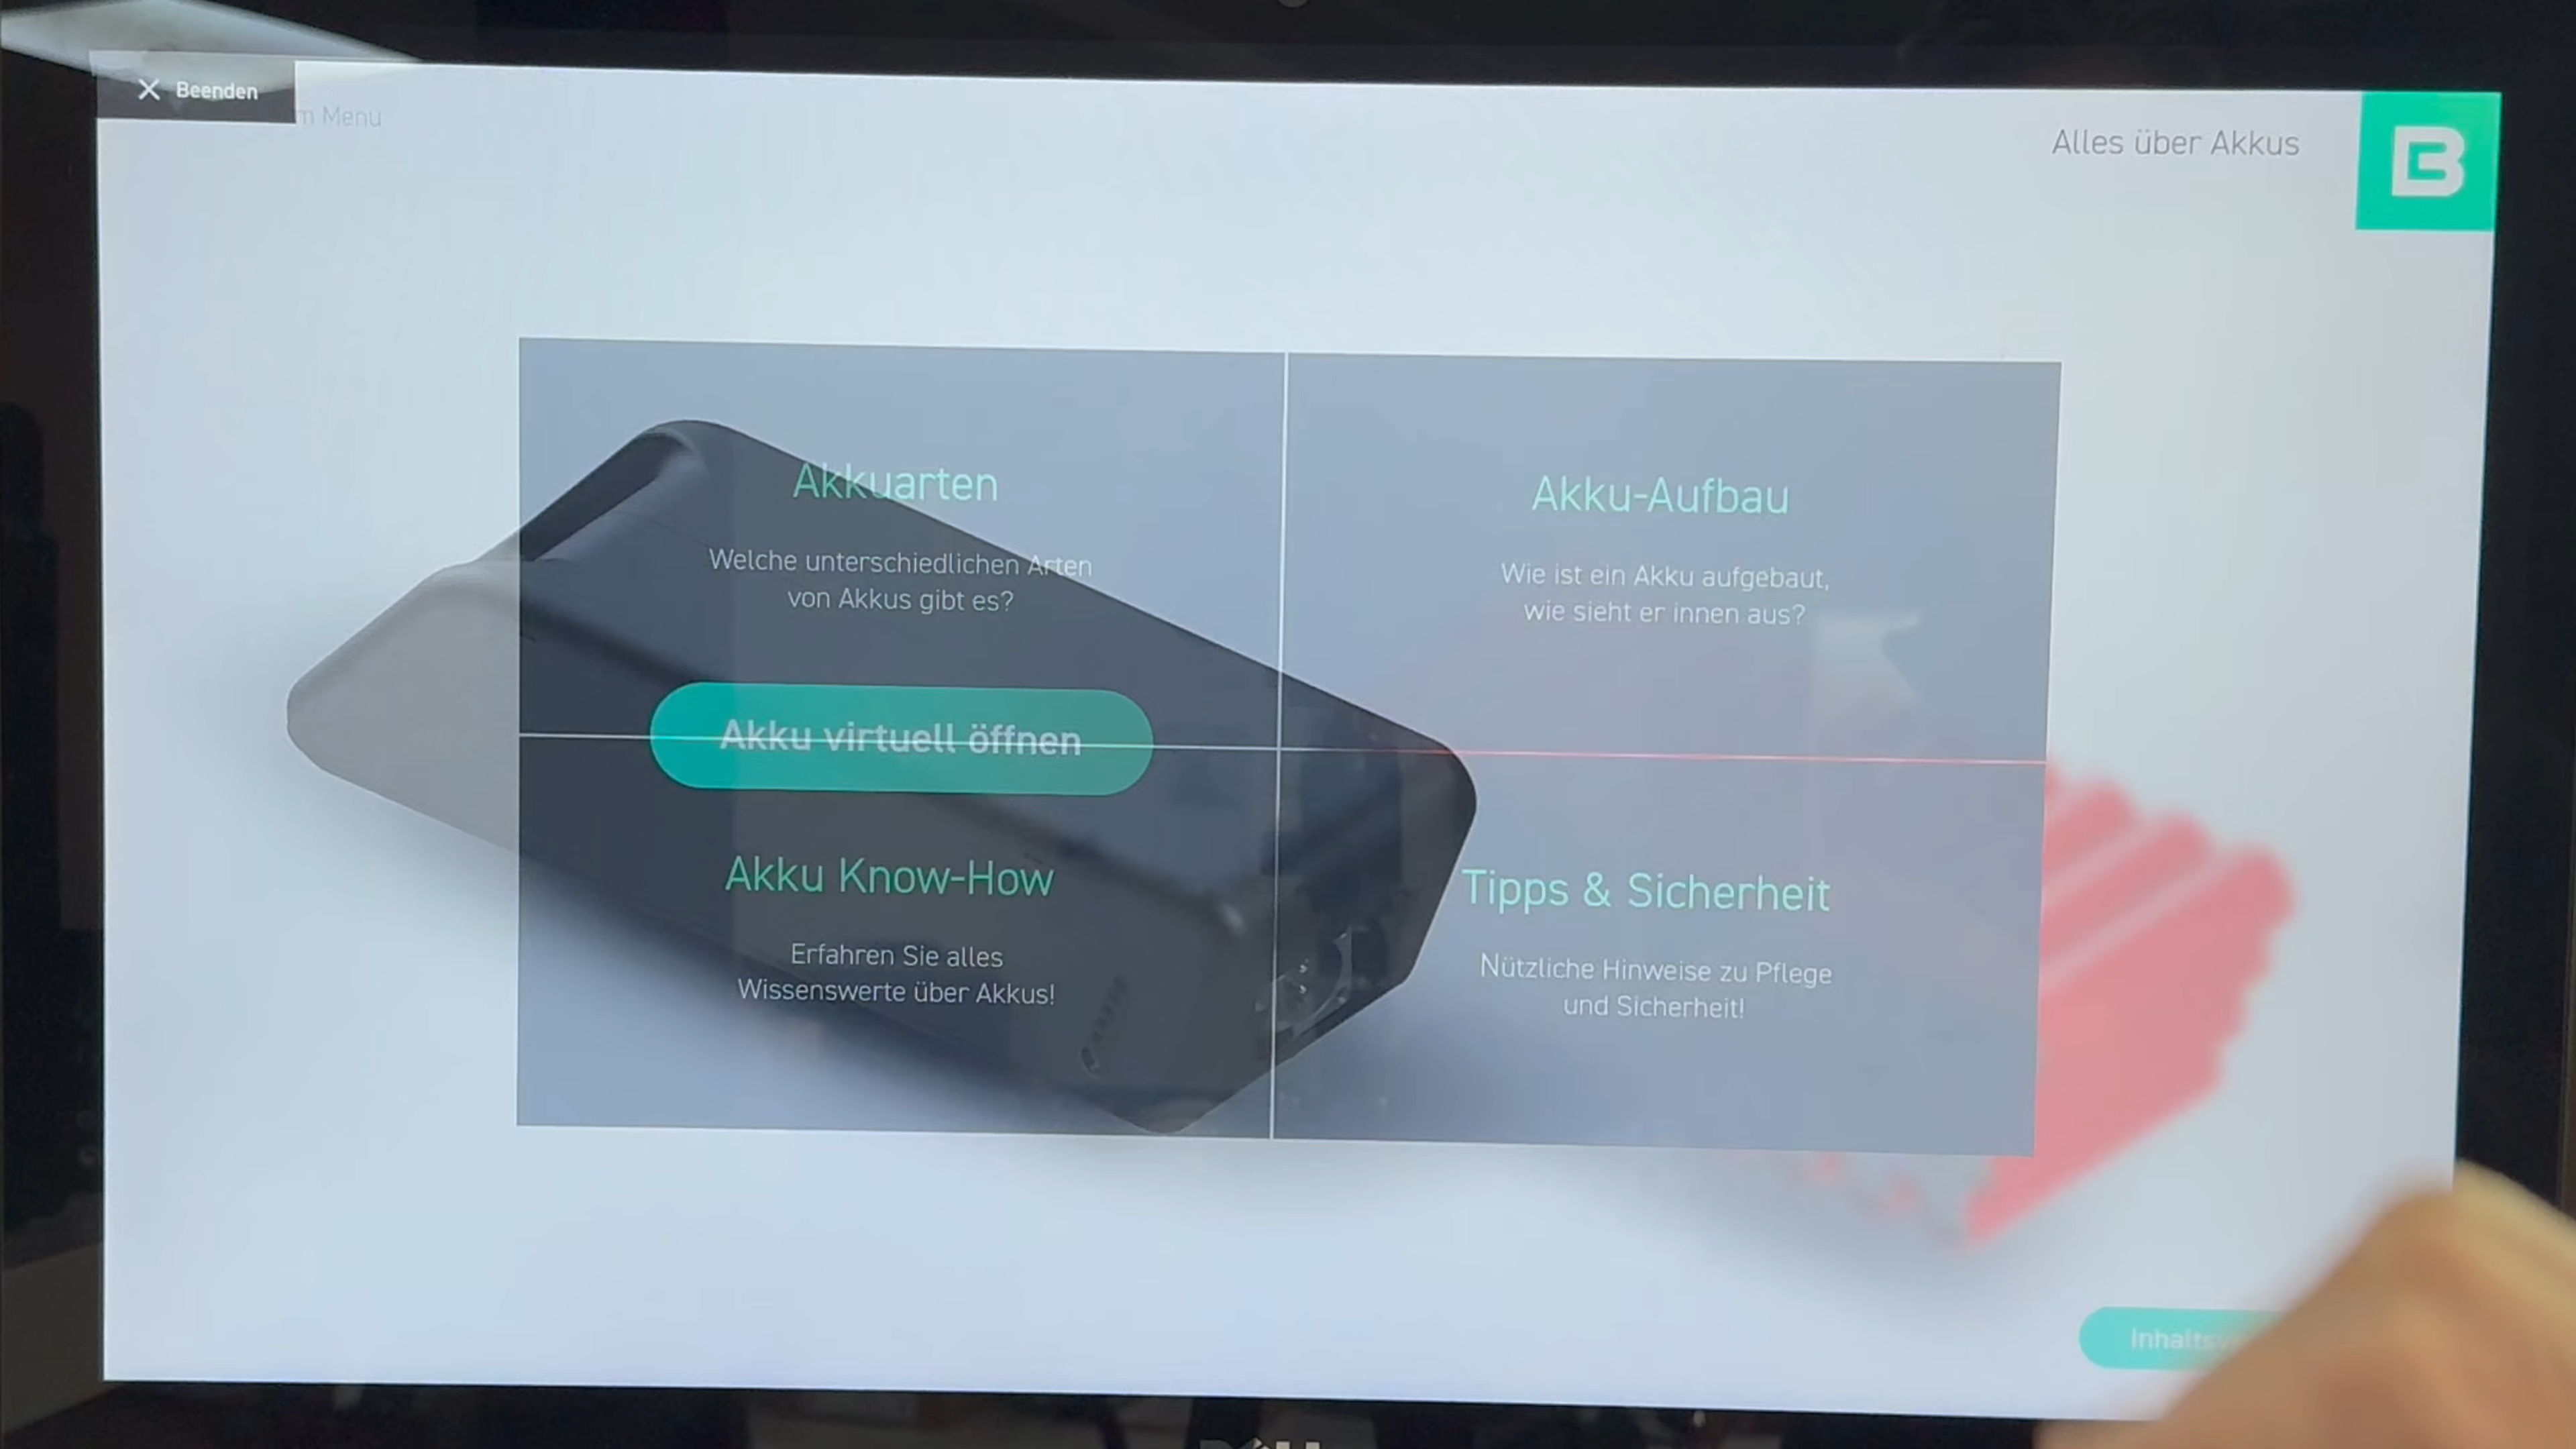 Beenden
Menu
Alles über Akkus
B
Akkuarten
Welche unterschiedlichen Arten
von Akkus gibt es?
Akku-Aufbau
Wie ist ein Akku aufgebaut,
wie sieht er innen aus?
Akku virtuell öffnen
Akku Know-How
Erfahren Sie alles
Wissenswerte über Akkus!
Tipps & Sicherheit
Nützliche Hinweise zu Pflege
und Sicherheit!